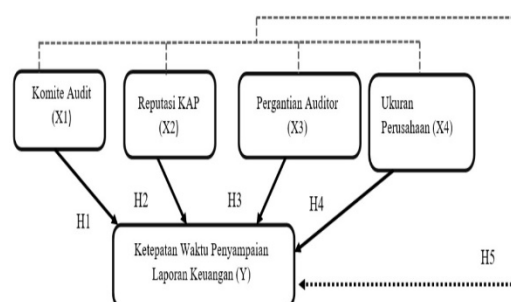 Komite Audit
(X1)
Reputasi KAP
(X2)
Pergantian Auditor
(X3)
Ukuran
Perusahaan (X4)
H1
H2
H3
H4
Ketepatan Waktu Penyampaian
Laporan Keuangan (Y)
H5